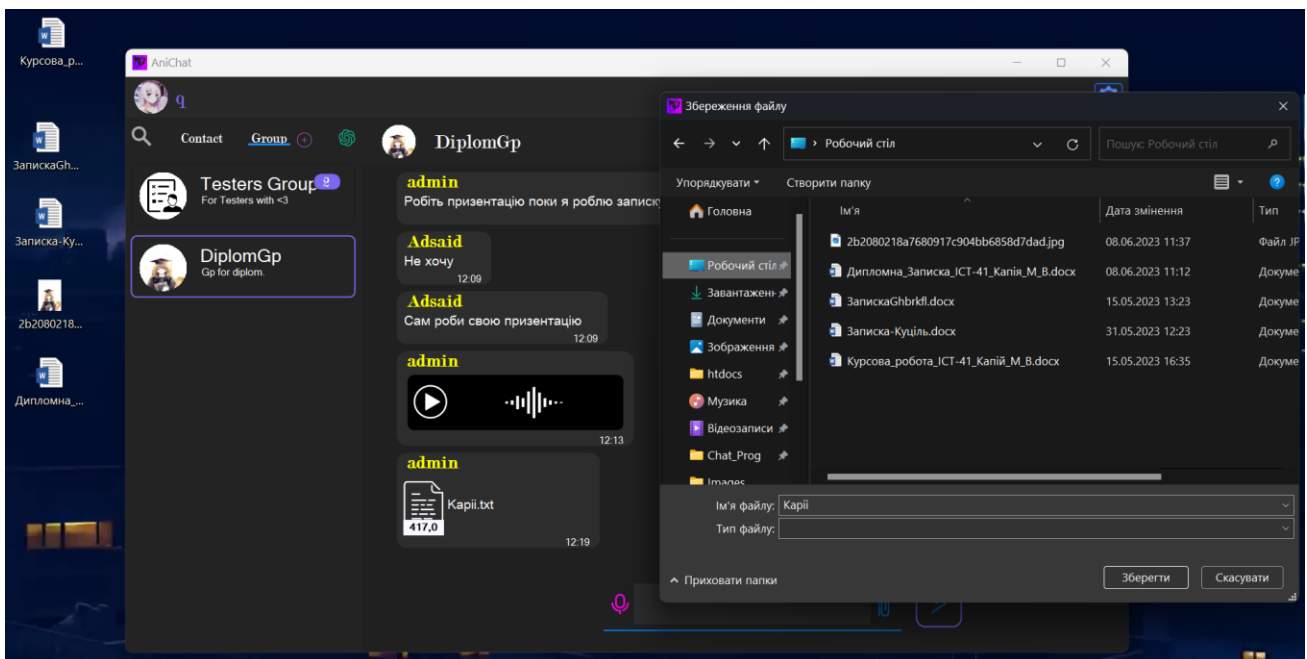 Курсова_р...
ЗапискаGh...
Записка-Ку...
2b2080218...
Дипломна_...
AniChat
q
Contact Group
Testers Group 2
For Testers with <3
DiplomGp
Gp for diplom.
DiplomGp
admin
Робіть призентацію поки я роблю записк
Adsaid
Не хочу
12:09
Adsaid
Сам роби свою призентацію
12:09
admin
12:13
admin
Kapii.txt
417,0
12:19
Збереження файлу
Робочий стіл
Пошук: Робочий стіл
Упорядкувати Створити папку
Головна
Робочий стіл
Завантажен
Документи
Зображення
htdocs
Музика
Відеозаписи
Chat_Prog
Images
Ім'я Дата змінення Тип
2b2080218a7680917c904bb6858d7dad.jpg 08.06.2023 11:37 Файл JP
Дипломна_Записка_ІСТ-41_Капія_М_В.docx 08.06.2023 11:12 Докуме
ЗапискаGhbrkfl.docx 15.05.2023 13:23 Докуме
Записка-Куціль.docx 31.05.2023 12:23 Докуме
Курсова_робота_ІСТ-41_Капій_М_В.docx 15.05.2023 16:35 Докуме
Ім'я файлу: Kapii
Тип файлу:
Приховати папки
Зберегти Скасувати